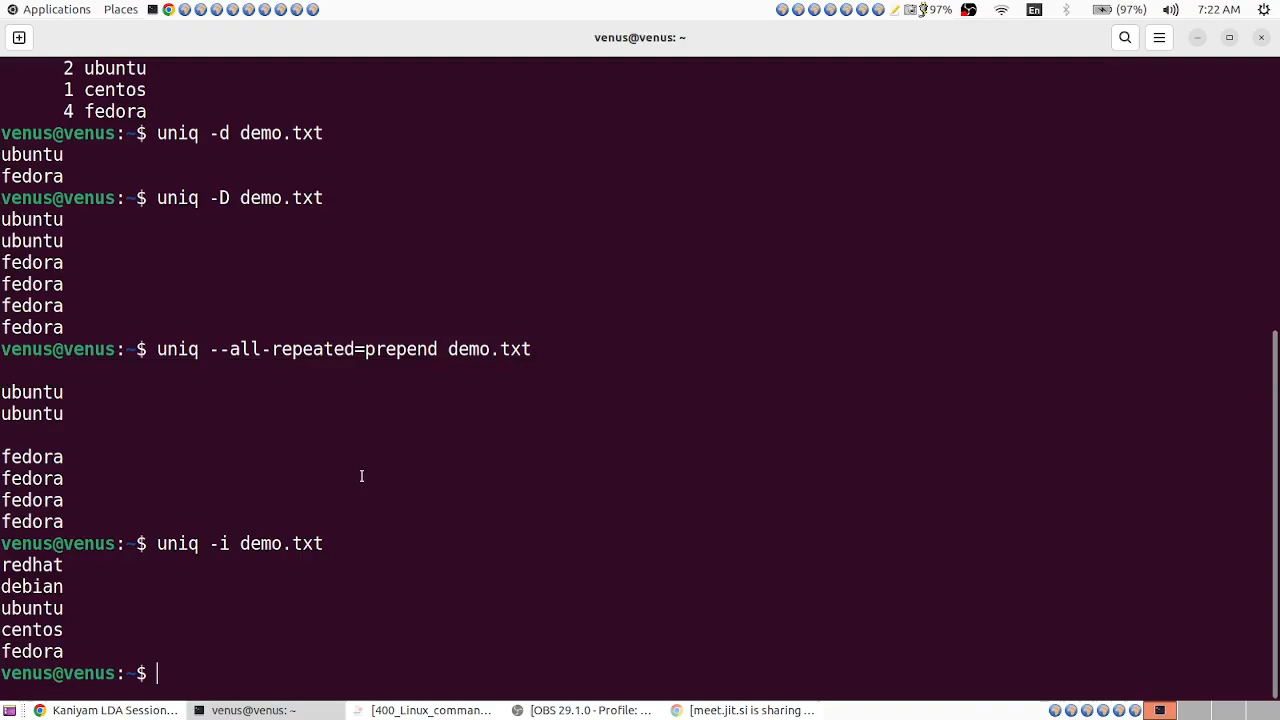 Applications Places 97% En (97%) 7:22 AM
venus@venus: ~
2 ubuntu
1 centos
4 fedora
venus@venus:~$ uniq -d demo.txt
ubuntu
fedora
venus@venus:~$ uniq -D demo.txt
ubuntu
ubuntu
fedora
fedora
fedora
fedora
venus@venus:~$ uniq --all-repeated=prepend demo.txt
ubuntu
ubuntu
fedora
fedora
fedora
fedora
venus@venus:~$ uniq -i demo.txt
redhat
debian
ubuntu
centos
fedora
venus@venus:~$
Kaniyam LDA Session... venus@venus: ~ [400_Linux_comman... [OBS 29.1.0 - Profile: ... [meet.jit.si is sharing ...